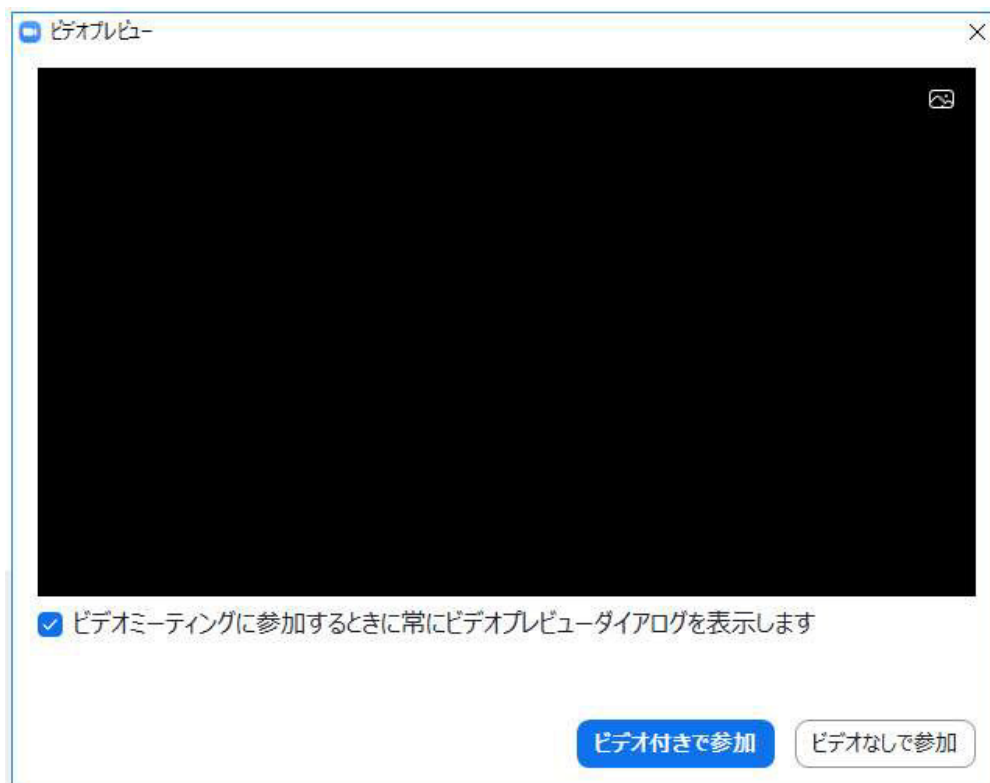 ビデオプレビュー
ビデオミーティングに参加するときに常にビデオプレビューダイアログを表示します
ビデオ付きで参加
ビデオなしで参加